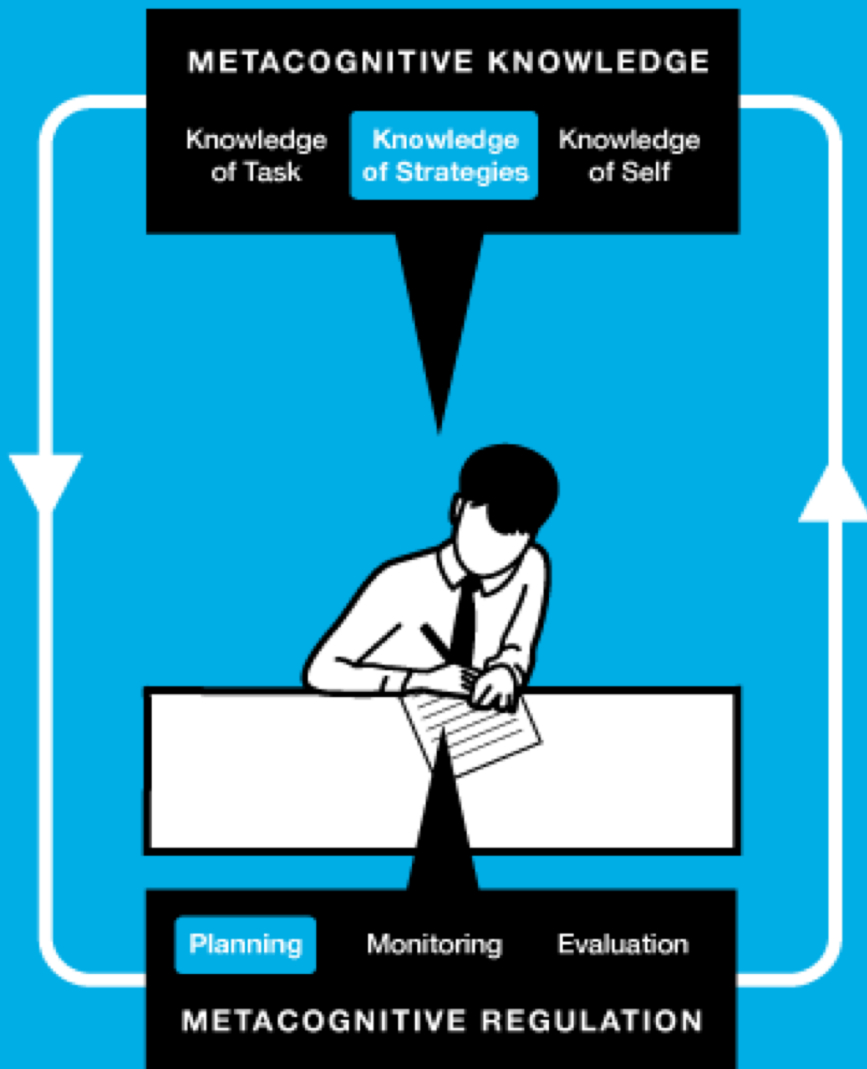 METACOGNITIVE KNOWLEDGE
Knowledge of Task
Knowledge of Strategies
Knowledge of Self
Planning
Monitoring
Evaluation
METACOGNITIVE REGULATION